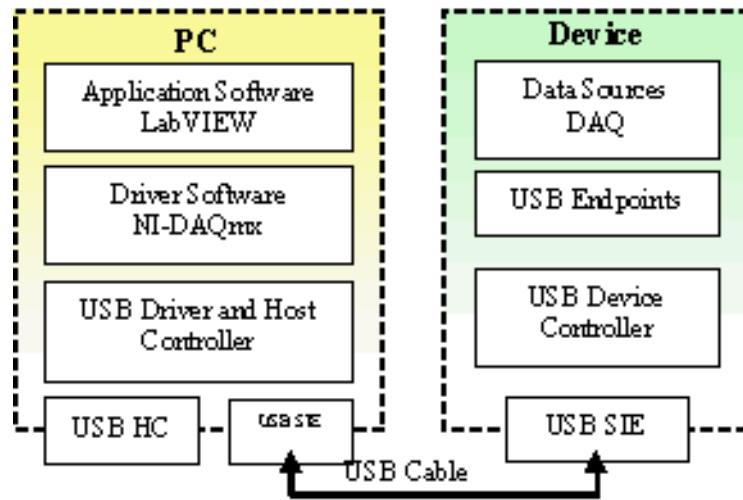 PC
Application Software
LabVIEW
Driver Software
NI-DAQmx
USB Driver and Host
Controller
USB HC
USB SIE
Device
Data Sources
DAQ
USB Endpoints
USB Device
Controller
USB SIE
USB Cable